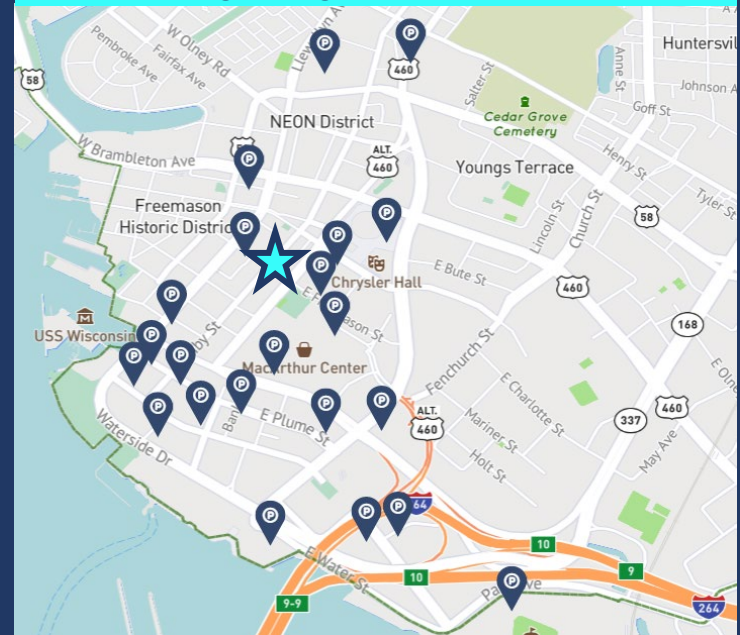 Pembroke Ave
W Olney Rd
Fairfax Ave
58
460
Salter St
Anne St
Huntersvil
Johnson A
Goff St
Cedar Grove
Cemetery
NEON District
W Brambleton Ave
ALT.
460
Youngs Terrace
Henry St
Tyler St
58
Freemason
Historic Distric
Lincoln St
Church St
Chrysler Hall
E Bute St
460
USS Wisconsin
MacArthur Center
168
Fenchurch St
E Charlotte St
460
337
May Ave
ALT.
460
Mariner St
Holt St
Waterside Dr
E Plume St
E Water St
64
10
10
9
9-9
264
P